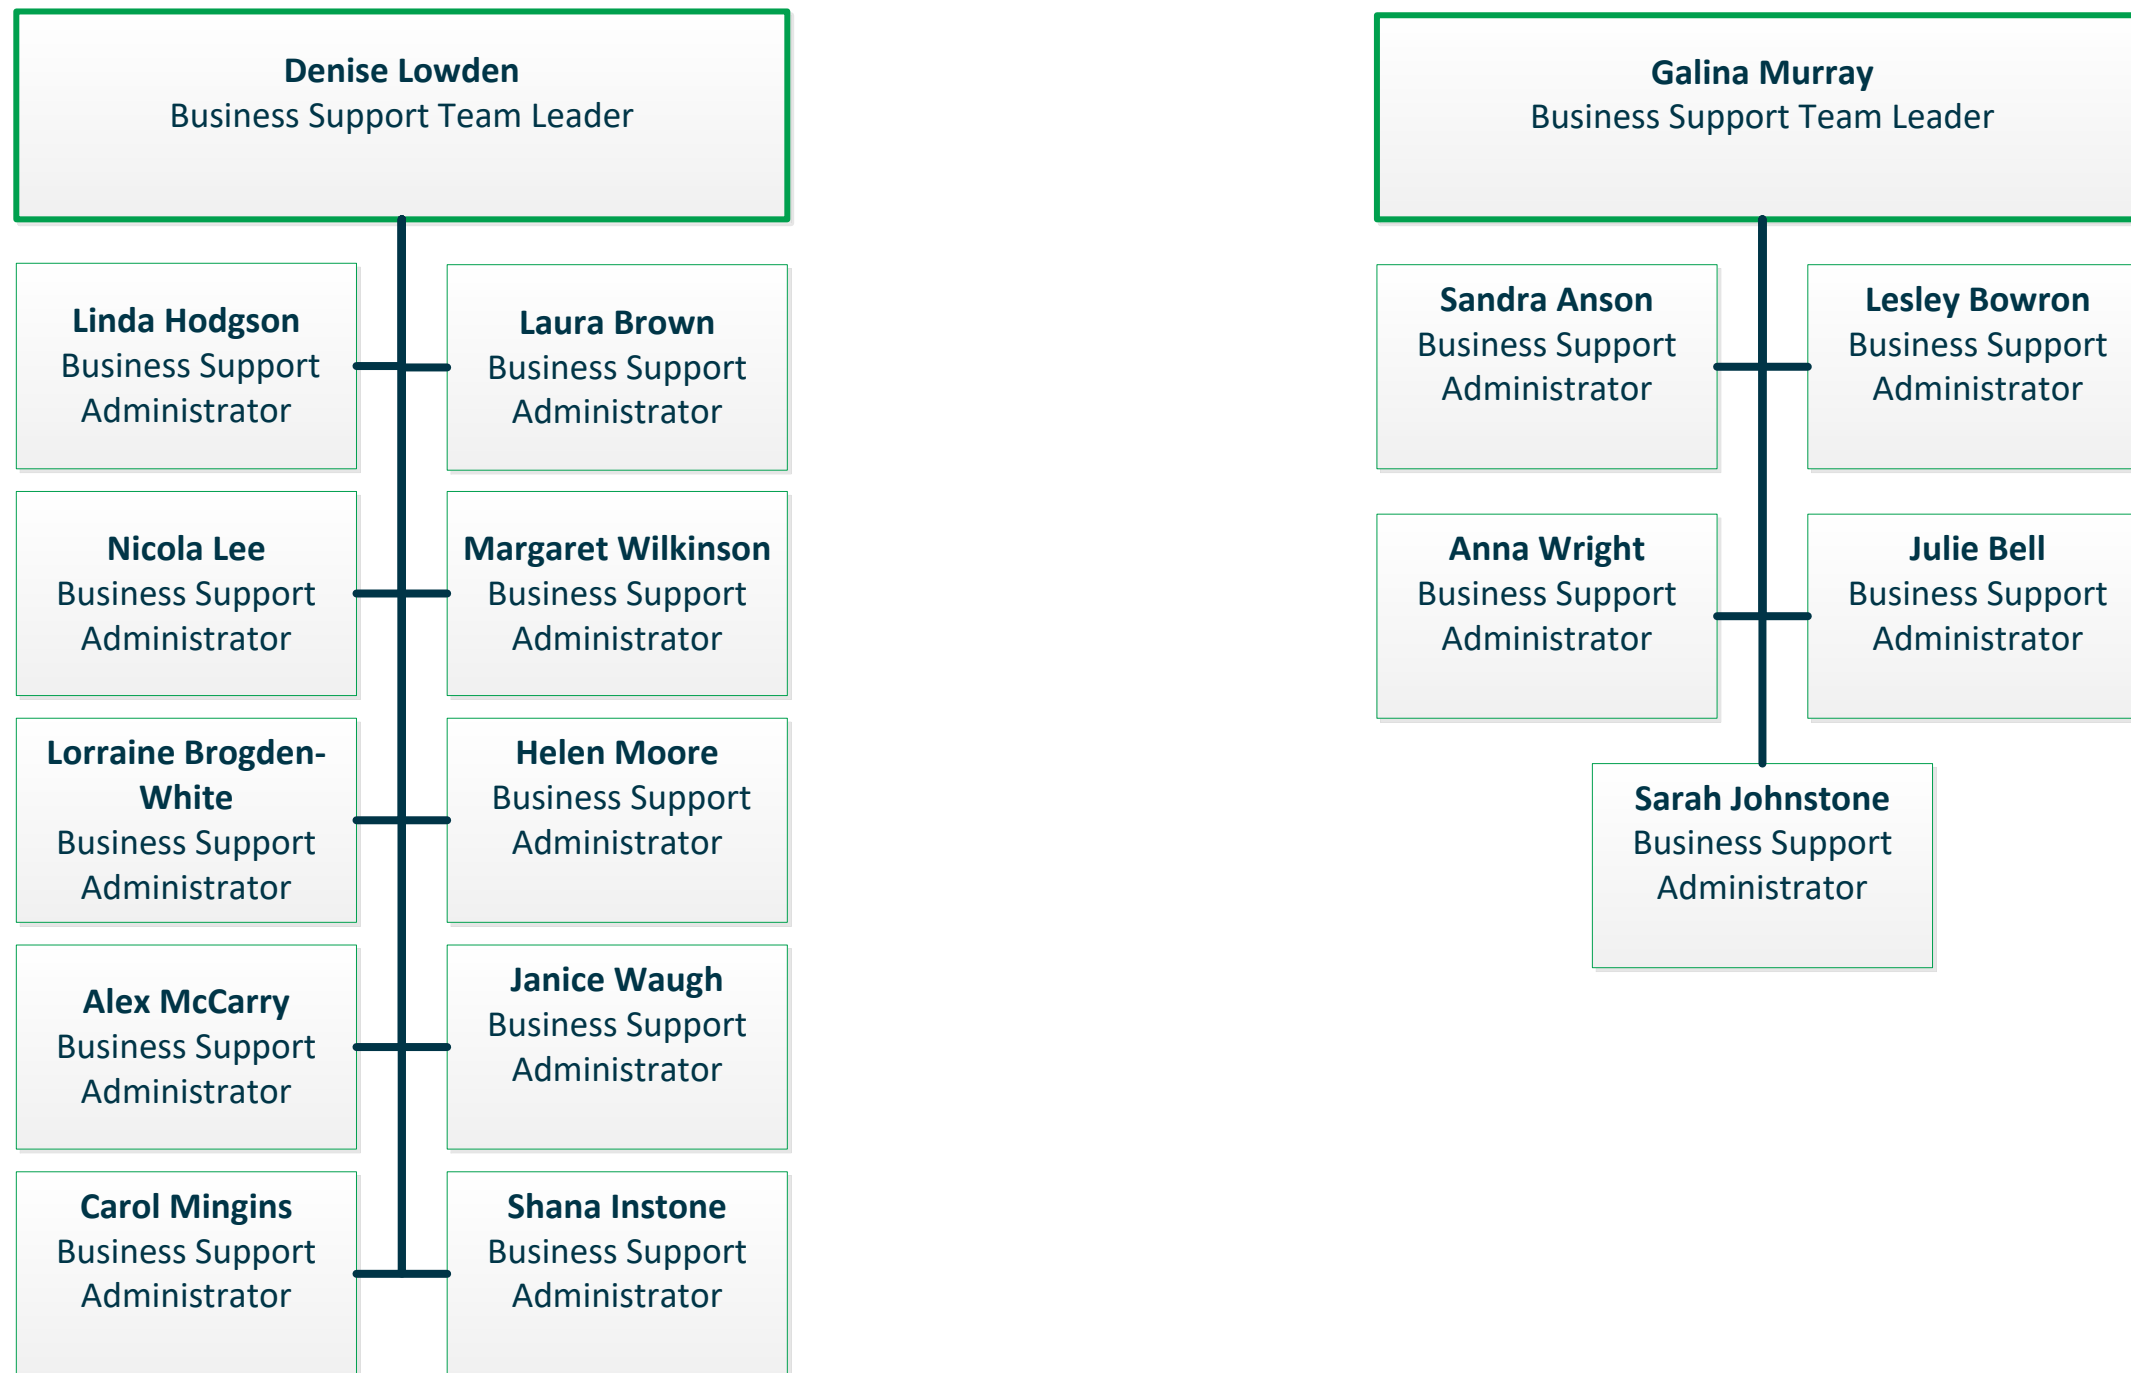 Denise Lowden
Business Support Team Leader
Linda Hodgson
Business Support
Administrator
Laura Brown
Business Support
Administrator
Nicola Lee
Business Support
Administrator
Margaret Wilkinson
Business Support
Administrator
Lorraine Brogden-
White
Business Support
Administrator
Helen Moore
Business Support
Administrator
Alex McCarry
Business Support
Administrator
Janice Waugh
Business Support
Administrator
Carol Mingins
Business Support
Administrator
Shana Instone
Business Support
Administrator
Galina Murray
Business Support Team Leader
Sandra Anson
Business Support
Administrator
Lesley Bowron
Business Support
Administrator
Anna Wright
Business Support
Administrator
Julie Bell
Business Support
Administrator
Sarah Johnstone
Business Support
Administrator